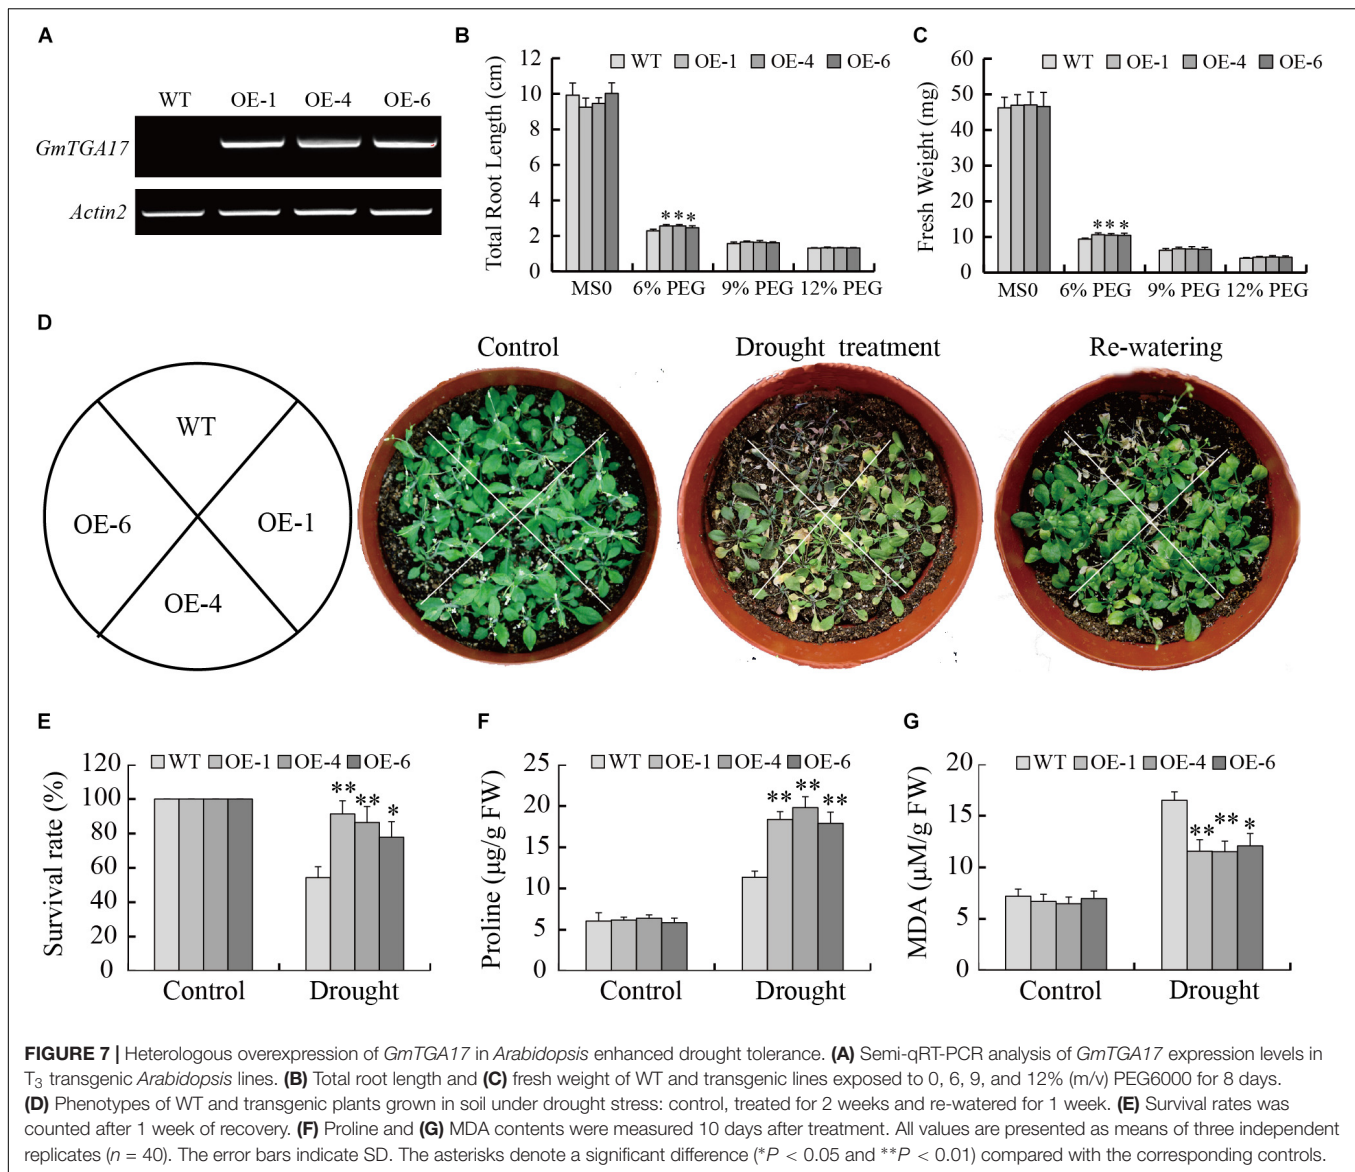 A
WT OE-1 OE-4 OE-6
GmTGA17
Actin2
B
WT OE-1 OE-4 OE-6
Total Root Length (cm)
12
10
8
6
4
2
0
* * *
MS0 6% PEG 9% PEG 12% PEG
C
WT OE-1 OE-4 OE-6
Fresh Weight (mg)
60
50
40
30
20
10
0
* * *
MS0 6% PEG 9% PEG 12% PEG
D
WT
OE-6 OE-1
OE-4
Control Drought treatment Re-watering
E
WT OE-1 OE-4 OE-6
Survival rate (%)
120
100
80
60
40
20
0
** ** *
Control Drought
F
WT OE-1 OE-4 OE-6
Proline (µg/g FW)
25
20
15
10
5
0
** ** **
Control Drought
G
WT OE-1 OE-4 OE-6
MDA (µM/g FW)
20
15
10
5
0
** ** *
Control Drought
FIGURE 7 | Heterologous overexpression of GmTGA17 in Arabidopsis enhanced drought tolerance. (A) Semi-qRT-PCR analysis of GmTGA17 expression levels in
T3 transgenic Arabidopsis lines. (B) Total root length and (C) fresh weight of WT and transgenic lines exposed to 0, 6, 9, and 12% (m/v) PEG6000 for 8 days.
(D) Phenotypes of WT and transgenic plants grown in soil under drought stress: control, treated for 2 weeks and re-watered for 1 week. (E) Survival rates was
counted after 1 week of recovery. (F) Proline and (G) MDA contents were measured 10 days after treatment. All values are presented as means of three independent
replicates (n = 40). The error bars indicate SD. The asterisks denote a significant difference (*P < 0.05 and **P < 0.01) compared with the corresponding controls.